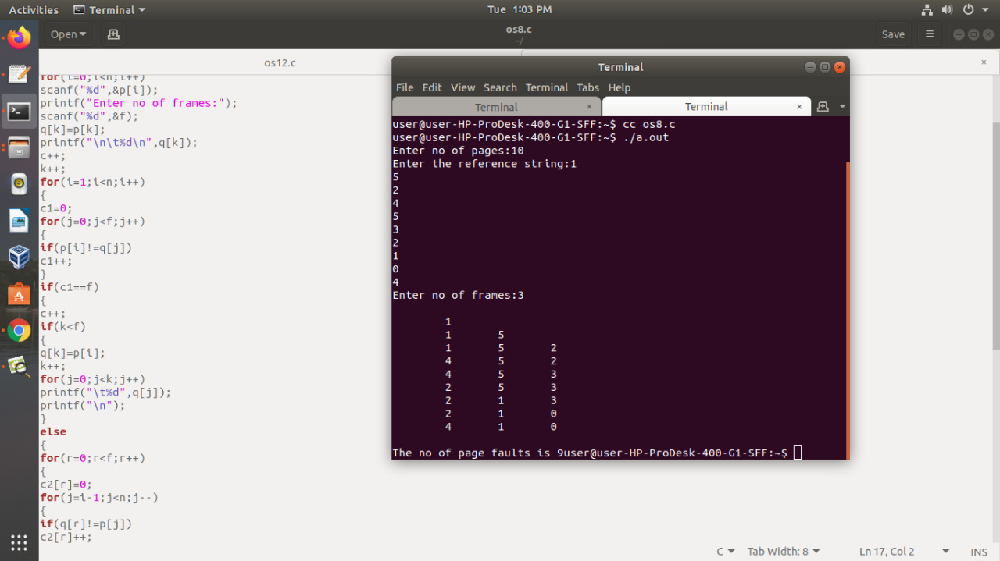 Activities Terminal Tue 1:03 PM
Open os8.c Save
~/
os12.c ×
for(i=0;i<n;i++)
scanf("%d",&p[i]);
printf("Enter no of frames:");
scanf("%d",&f);
q[k]=p[k];
printf("\n\t%d\n",q[k]);
c++;
k++;
for(i=1;i<n;i++)
{
c1=0;
for(j=0;j<f;j++)
{
if(p[i]!=q[j])
c1++;
}
if(c1==f)
{
c++;
if(k<f)
{
q[k]=p[i];
k++;
for(j=0;j<k;j++)
printf("\t%d",q[j]);
printf("\n");
}
else
{
for(r=0;r<f;r++)
{
c2[r]=0;
for(j=i-1;j<n;j--)
{
if(q[r]!=p[j])
c2[r]++;
Terminal
File Edit View Search Terminal Tabs Help
Terminal × Terminal ×
user@user-HP-ProDesk-400-G1-SFF:~$ cc os8.c
user@user-HP-ProDesk-400-G1-SFF:~$ ./a.out
Enter no of pages:10
Enter the reference string:1
5
2
4
5
3
2
1
0
4
Enter no of frames:3
1
1 5
1 5 2
4 5 2
4 5 3
2 5 3
2 1 3
2 1 0
4 1 0
The no of page faults is 9user@user-HP-ProDesk-400-G1-SFF:~$
C Tab Width: 8 Ln 17, Col 2 INS